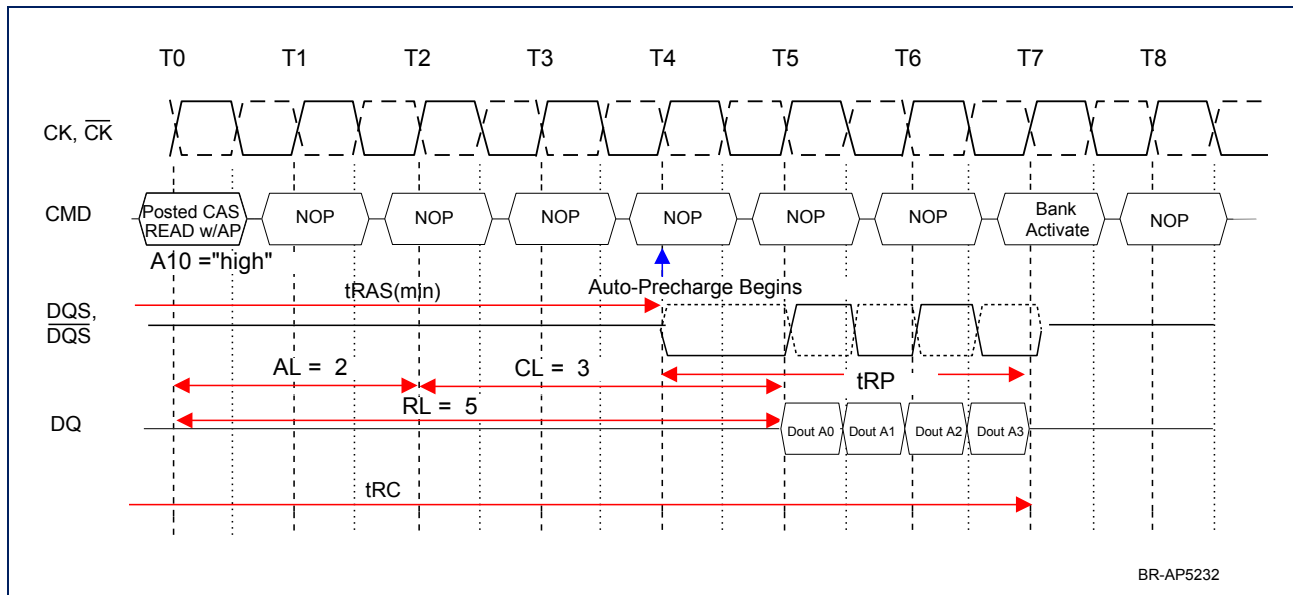 T0 T1 T2 T3 T4 T5 T6 T7 T8
CK, CK
CMD
Posted CAS
READ w/AP
NOP NOP NOP NOP NOP NOP
Bank
Activate
NOP
A10 ="high"
Auto-Precharge Begins
tRAS(min)
DQS,
DQS
AL = 2
CL = 3
tRP
RL = 5
DQ
Dout A0 Dout A1 Dout A2 Dout A3
tRC
BR-AP5232